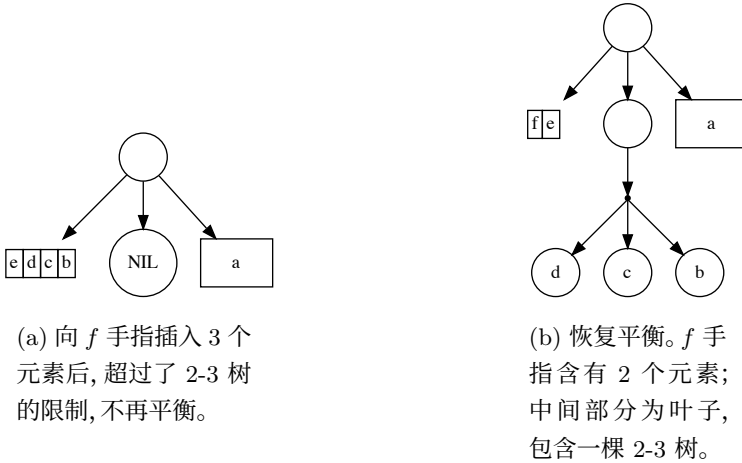 f e
a
e d c b
NIL
a
d
c
b
(a) 向 f 手指插入 3 个
元素后, 超过了 2-3 树
的限制, 不再平衡。
(b) 恢复平衡。f 手
指含有 2 个元素;
中间部分为叶子,
包含一棵 2-3 树。